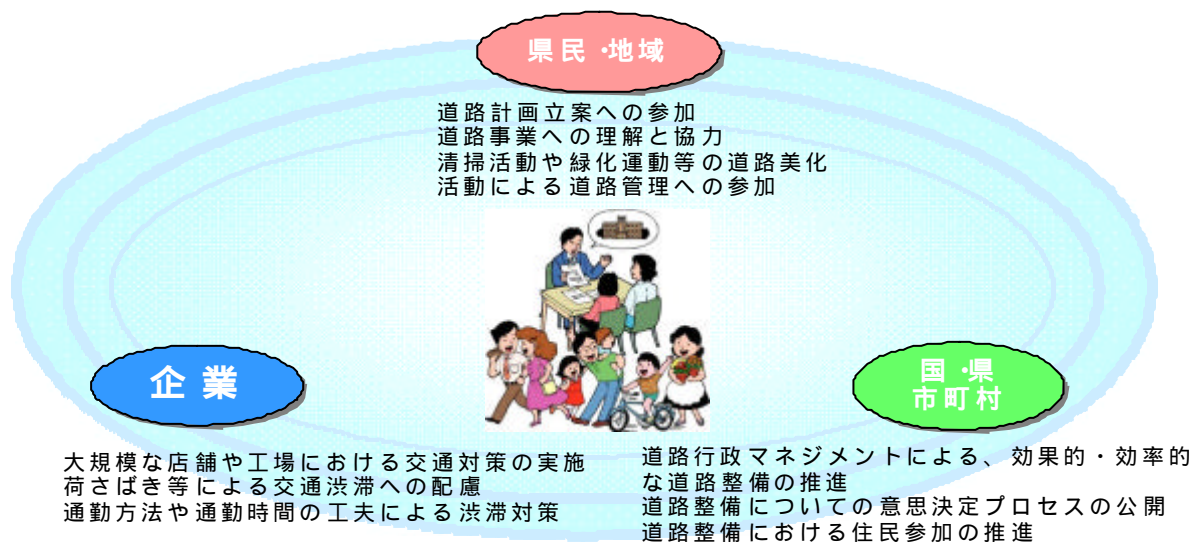 県民・地域
道路計画立案への参加
道路事業への理解と協力
清掃活動や緑化運動等の道路美化
活動による道路管理への参加
企業
大規模な店舗や工場における交通対策の実施
荷さばき等による交通渋滞への配慮
通勤方法や通勤時間の工夫による渋滞対策
国・県
市町村
道路行政マネジメントによる、効果的・効率的
な道路整備の推進
道路整備についての意思決定プロセスの公開
道路整備における住民参加の推進